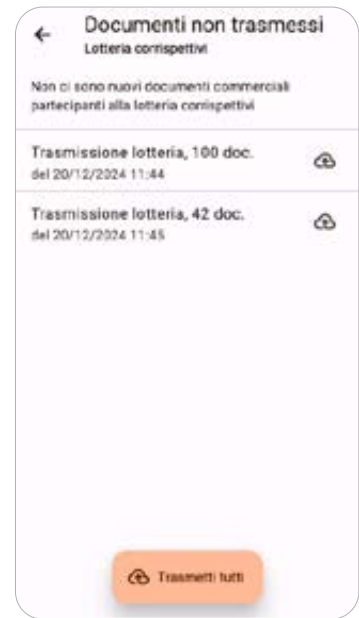 Documenti non trasmessi
Lotteria corrispettivi
Non ci sono nuovi documenti commerciali
partecipanti alla lotteria corrispettivi
Trasmissione lotteria, 100 doc.
del 20/12/2024 11:44
Trasmissione lotteria, 42 doc.
del 20/12/2024 11:45
Trasmetti tutti